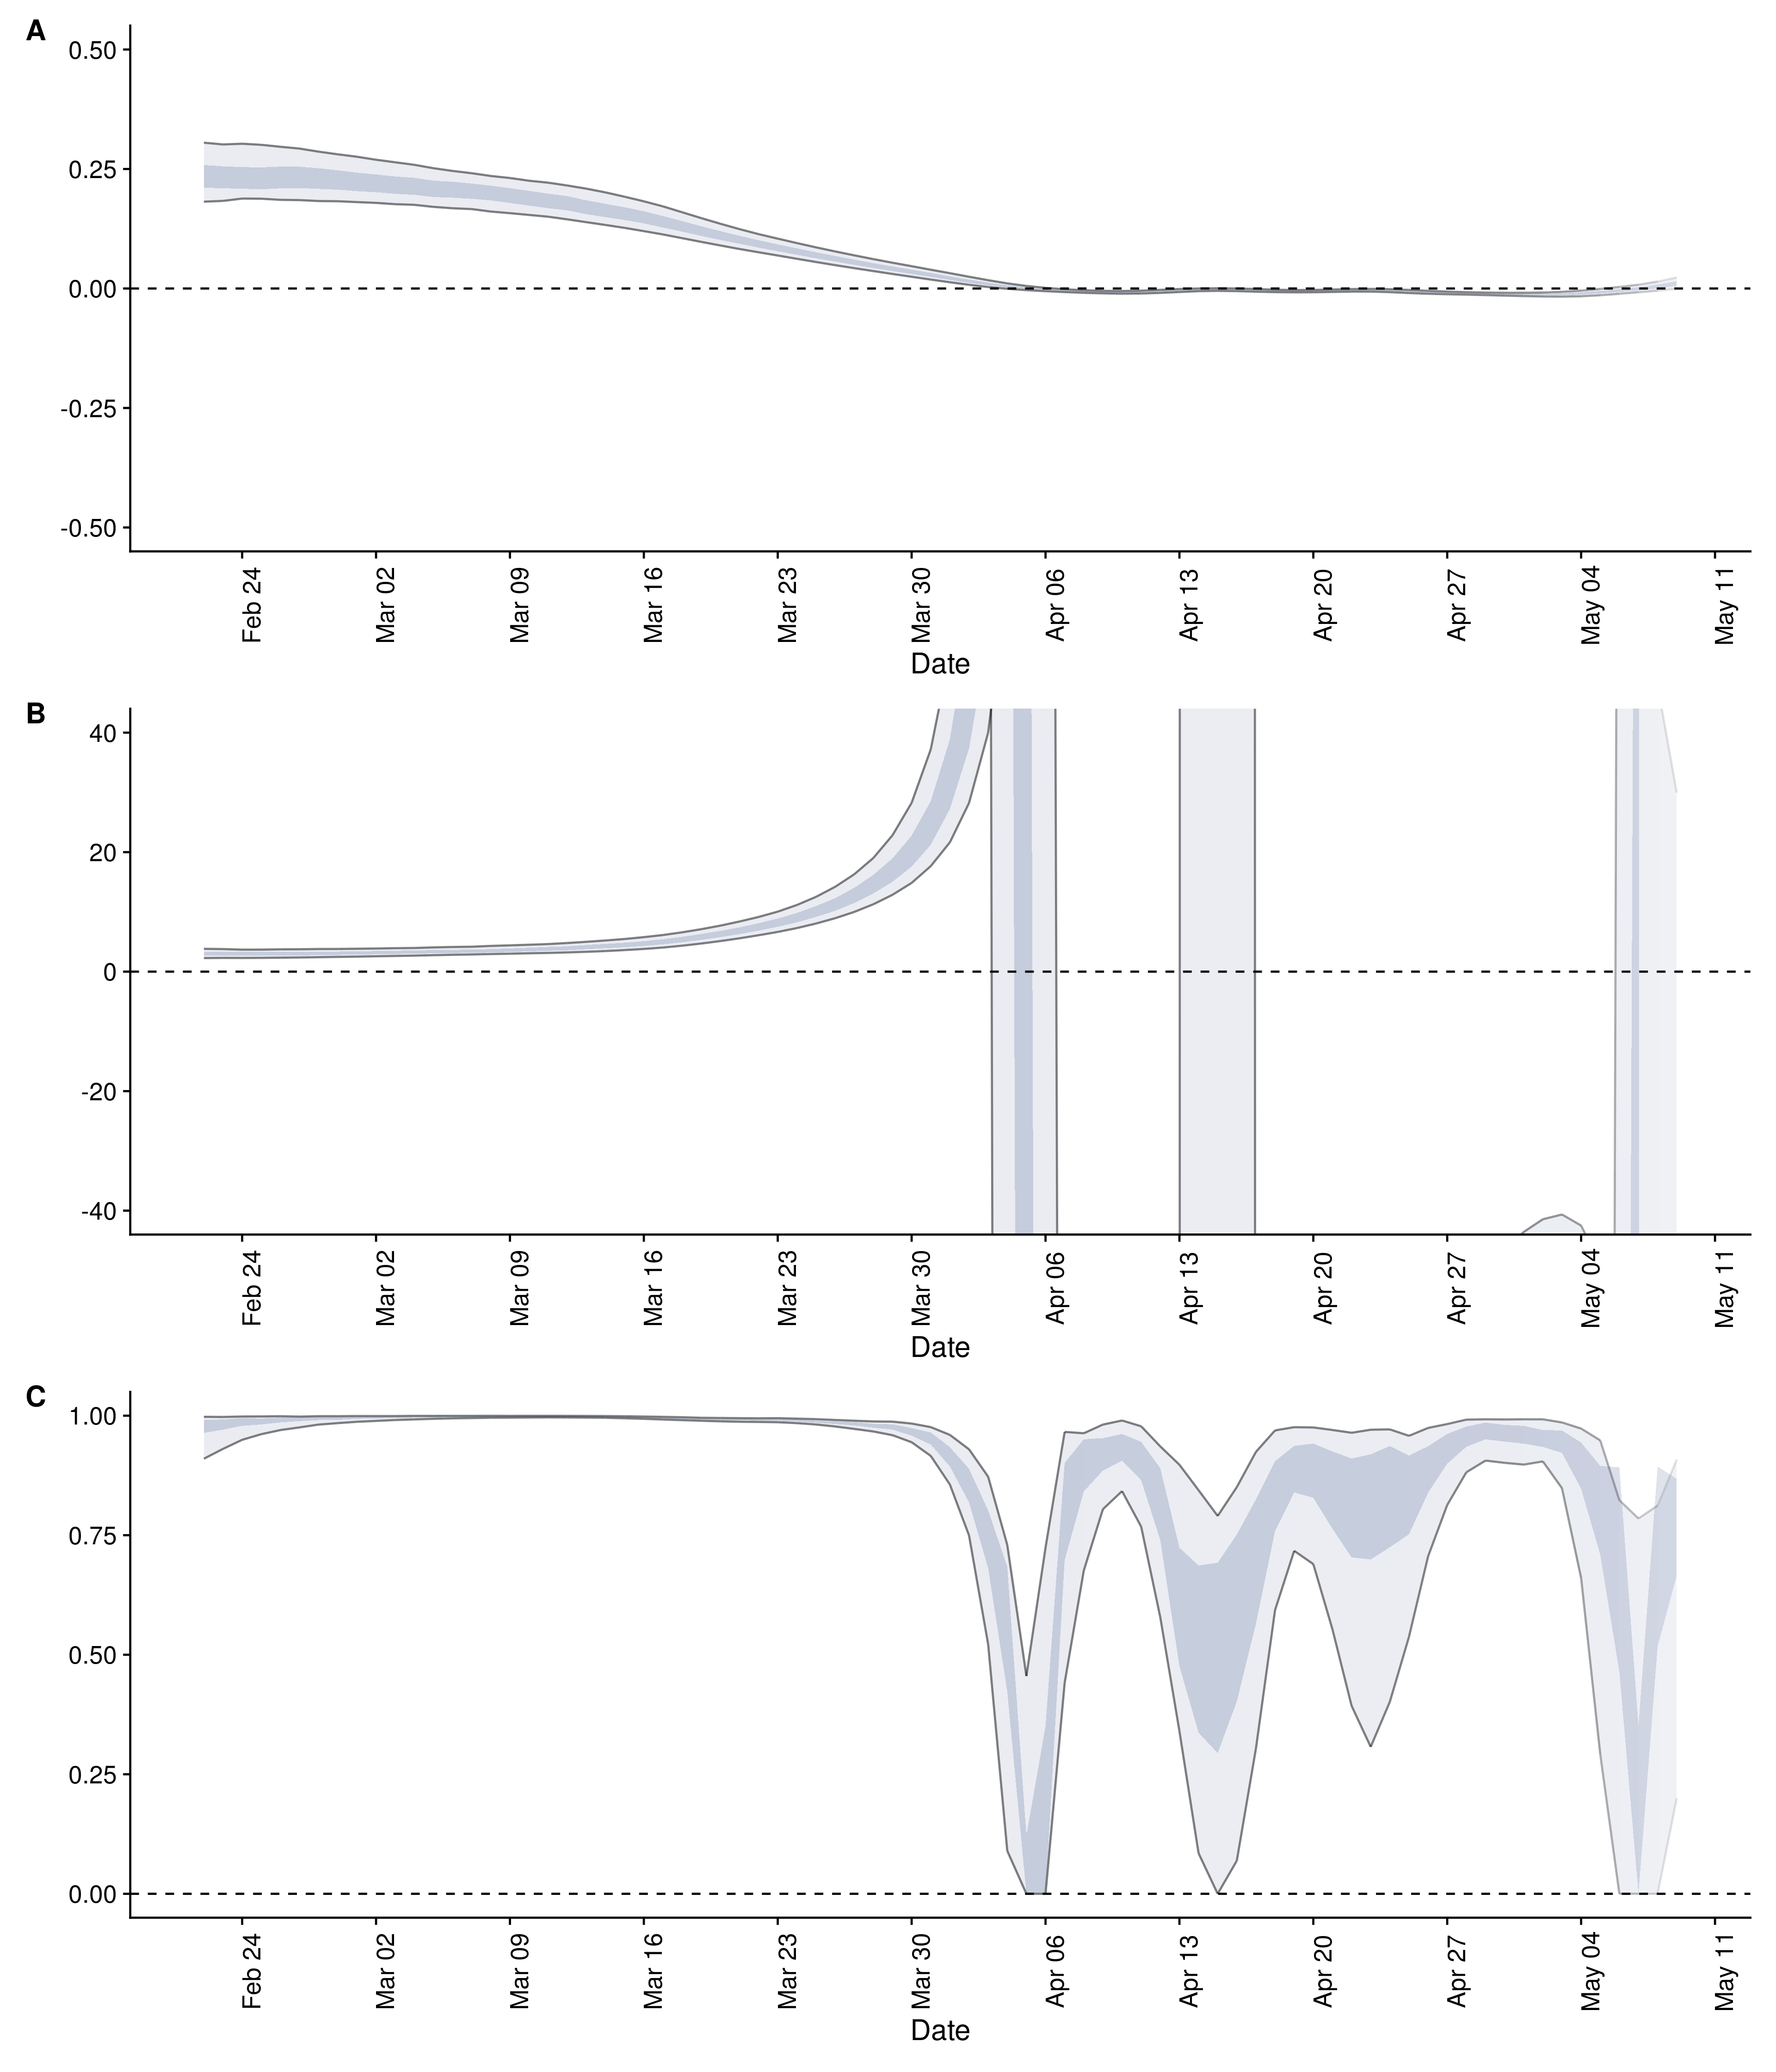 A
0.50
0.25
0.00
-0.25
-0.50
Feb 24
Mar 02
Mar 09
Mar 16
Mar 23
Mar 30
Apr 06
Apr 13
Apr 20
Apr 27
May 04
May 11
Date
B
40
20
0
-20
-40
Feb 24
Mar 02
Mar 09
Mar 16
Mar 23
Mar 30
Apr 06
Apr 13
Apr 20
Apr 27
May 04
May 11
Date
C
1.00
0.75
0.50
0.25
0.00
Feb 24
Mar 02
Mar 09
Mar 16
Mar 23
Mar 30
Apr 06
Apr 13
Apr 20
Apr 27
May 04
May 11
Date